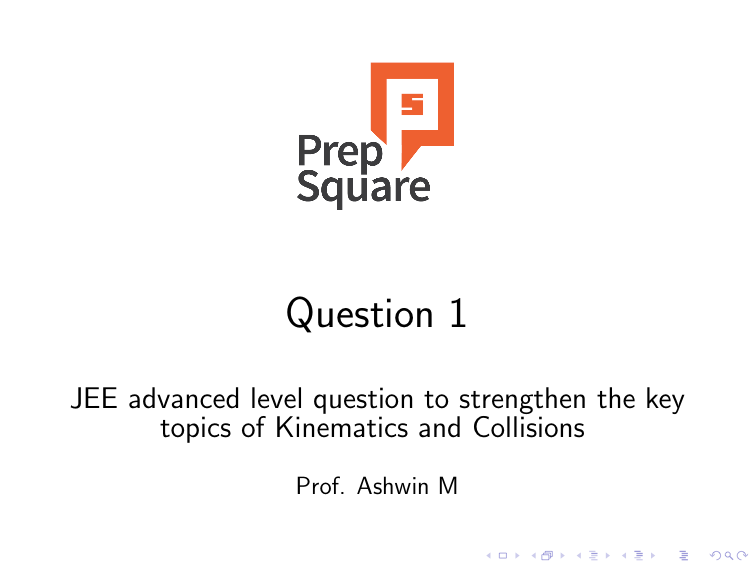 S
Prep
Square
Question 1
JEE advanced level question to strengthen the key
topics of Kinematics and Collisions
Prof. Ashwin M